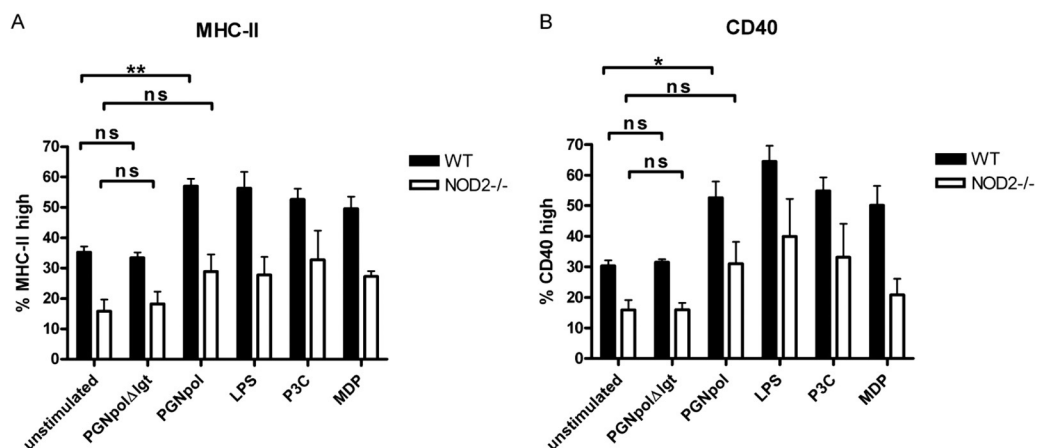 A
MHC-II
**
ns
ns
ns
% MHC-II high
70
60
50
40
30
20
10
0
unstimulated
PGNpolΔlgt
PGNpol
LPS
P3C
MDP
WT
NOD2-/-
B
CD40
*
ns
ns
ns
% CD40 high
70
60
50
40
30
20
10
0
unstimulated
PGNpolΔlgt
PGNpol
LPS
P3C
MDP
WT
NOD2-/-